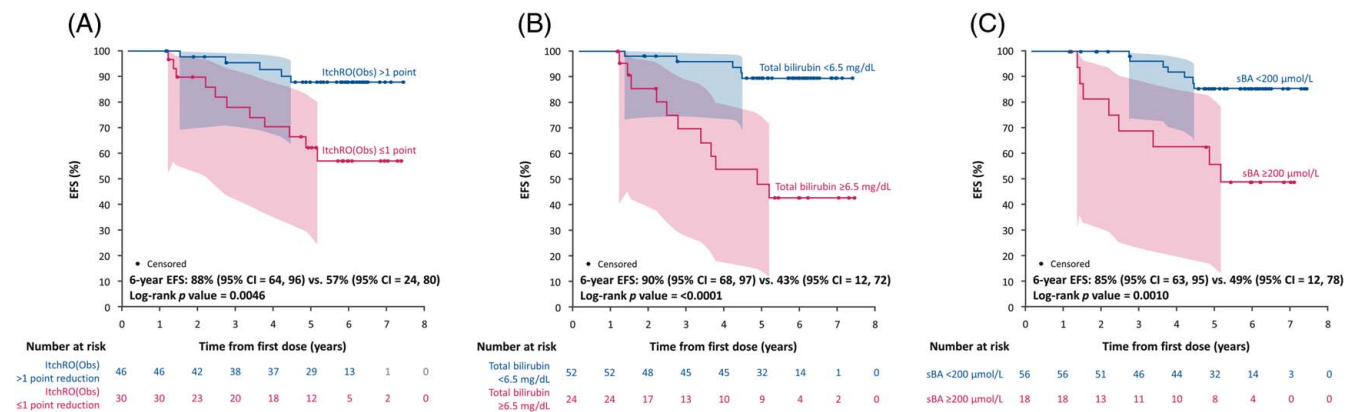 (A)
100
90
80
70
60
50
40
30
20
10
0
EFS (%)
ItchRO(Obs) >1 point
ItchRO(Obs) ≤1 point
Censored
6-year EFS: 88% (95% CI = 64, 96) vs. 57% (95% CI = 24, 80)
Log-rank p value = 0.0046
0 1 2 3 4 5 6 7 8
Number at risk
Time from first dose (years)
ItchRO(Obs)
>1 point reduction
46 46 42 38 37 29 13 1 0
ItchRO(Obs)
≤1 point reduction
30 30 23 20 18 12 5 2 0
(B)
100
90
80
70
60
50
40
30
20
10
0
EFS (%)
Total bilirubin <6.5 mg/dL
Total bilirubin ≥6.5 mg/dL
Censored
6-year EFS: 90% (95% CI = 68, 97) vs. 43% (95% CI = 12, 72)
Log-rank p value = <0.0001
0 1 2 3 4 5 6 7 8
Number at risk
Time from first dose (years)
Total bilirubin
<6.5 mg/dL
52 52 48 45 45 32 14 1 0
Total bilirubin
≥6.5 mg/dL
24 24 17 13 10 9 4 2 0
(C)
100
90
80
70
60
50
40
30
20
10
0
EFS (%)
sBA <200 μmol/L
sBA ≥200 μmol/L
Censored
6-year EFS: 85% (95% CI = 63, 95) vs. 49% (95% CI = 12, 78)
Log-rank p value = 0.0010
0 1 2 3 4 5 6 7 8
Number at risk
Time from first dose (years)
sBA <200 μmol/L 56 56 51 46 44 32 14 3 0
sBA ≥200 μmol/L 18 18 13 11 10 8 4 0 0